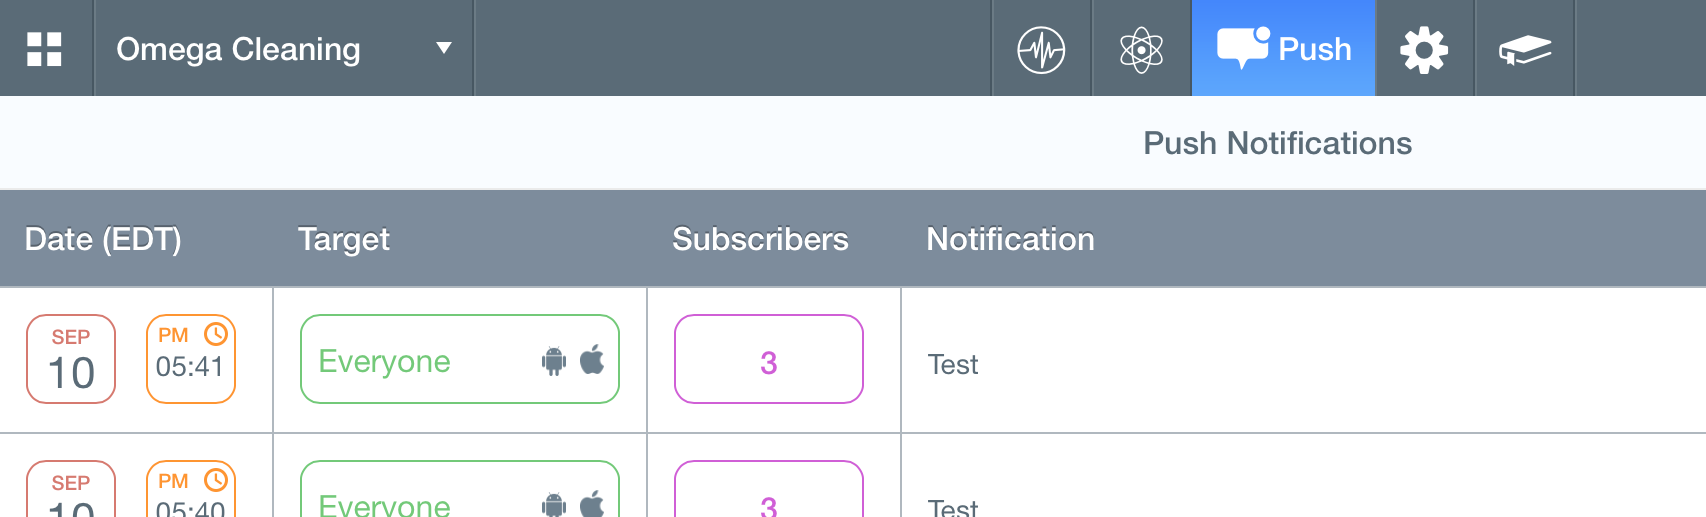 Omega Cleaning
Push
Push Notifications
Date (EDT) Target Subscribers Notification
SEP 10 PM 05:41 Everyone 3 Test
SEP 10 PM 05:40 Everyone 3 Test